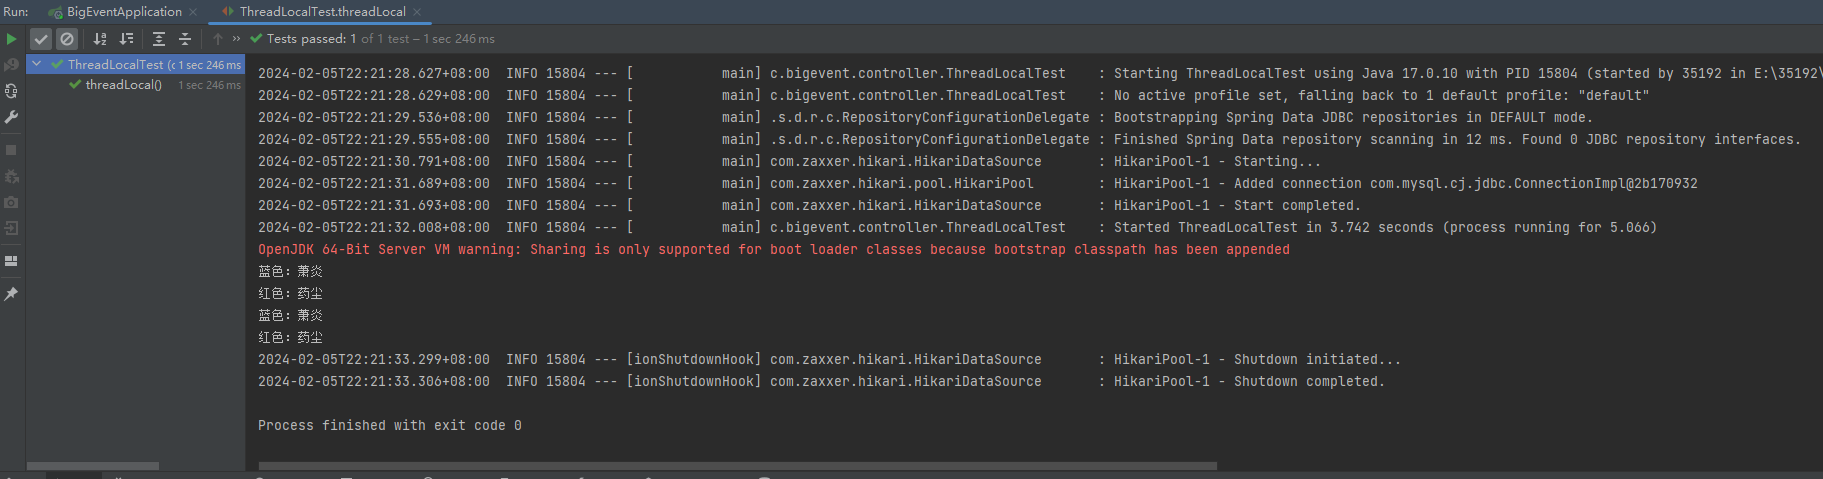 Run: BigEventApplication × ThreadLocalTest.threadLocal ×
Tests passed: 1 of 1 test – 1 sec 246 ms
ThreadLocalTest (c 1 sec 246 ms
threadLocal() 1 sec 246 ms
2024-02-05T22:21:28.627+08:00  INFO 15804 --- [           main] c.bigevent.controller.ThreadLocalTest    : Starting ThreadLocalTest using Java 17.0.10 with PID 15804 (started by 35192 in E:\35192\
2024-02-05T22:21:28.629+08:00  INFO 15804 --- [           main] c.bigevent.controller.ThreadLocalTest    : No active profile set, falling back to 1 default profile: "default"
2024-02-05T22:21:29.536+08:00  INFO 15804 --- [           main] .s.d.r.c.RepositoryConfigurationDelegate : Bootstrapping Spring Data JDBC repositories in DEFAULT mode.
2024-02-05T22:21:29.555+08:00  INFO 15804 --- [           main] .s.d.r.c.RepositoryConfigurationDelegate : Finished Spring Data repository scanning in 12 ms. Found 0 JDBC repository interfaces.
2024-02-05T22:21:30.791+08:00  INFO 15804 --- [           main] com.zaxxer.hikari.HikariDataSource       : HikariPool-1 - Starting...
2024-02-05T22:21:31.689+08:00  INFO 15804 --- [           main] com.zaxxer.hikari.pool.HikariPool        : HikariPool-1 - Added connection com.mysql.cj.jdbc.ConnectionImpl@2b170932
2024-02-05T22:21:31.693+08:00  INFO 15804 --- [           main] com.zaxxer.hikari.HikariDataSource       : HikariPool-1 - Start completed.
2024-02-05T22:21:32.008+08:00  INFO 15804 --- [           main] c.bigevent.controller.ThreadLocalTest    : Started ThreadLocalTest in 3.742 seconds (process running for 5.066)
OpenJDK 64-Bit Server VM warning: Sharing is only supported for boot loader classes because bootstrap classpath has been appended
蓝色：萧炎
红色：药尘
蓝色：萧炎
红色：药尘
2024-02-05T22:21:33.299+08:00  INFO 15804 --- [ionShutdownHook] com.zaxxer.hikari.HikariDataSource       : HikariPool-1 - Shutdown initiated...
2024-02-05T22:21:33.306+08:00  INFO 15804 --- [ionShutdownHook] com.zaxxer.hikari.HikariDataSource       : HikariPool-1 - Shutdown completed.
Process finished with exit code 0